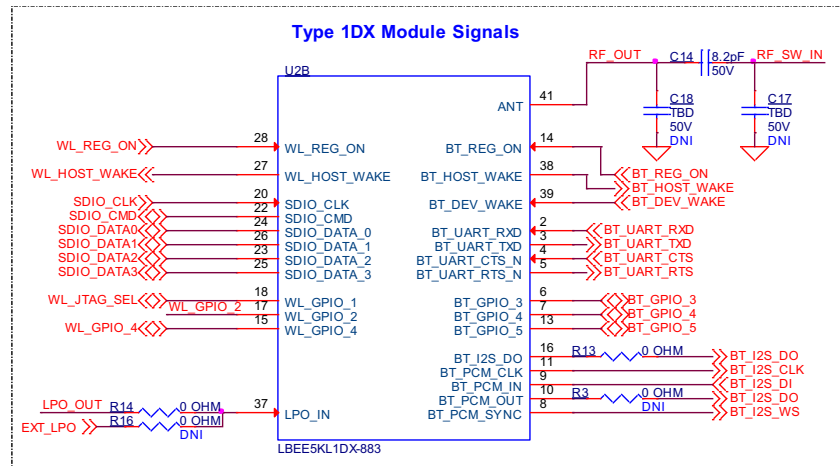 Type 1DX Module Signals
RF_OUT C14 8.2pF RF_SW_IN
50V
U2B
41
ANT
C18 C17
TBD TBD
50V 50V
DNI DNI
WL_REG_ON 28 WL_REG_ON BT_REG_ON 14 BT_REG_ON
WL_HOST_WAKE 27 WL_HOST_WAKE BT_HOST_WAKE 38 BT_HOST_WAKE
SDIO_CLK 20 SDIO_CLK BT_DEV_WAKE 39 BT_DEV_WAKE
SDIO_CMD 22 SDIO_CMD
SDIO_DATA0 24 SDIO_DATA_0 BT_UART_RXD 2 BT_UART_RXD
SDIO_DATA1 26 SDIO_DATA_1 BT_UART_TXD 3 BT_UART_TXD
SDIO_DATA2 23 SDIO_DATA_2 BT_UART_CTS_N 4 BT_UART_CTS
SDIO_DATA3 25 SDIO_DATA_3 BT_UART_RTS_N 5 BT_UART_RTS
WL_JTAG_SEL 18 WL_GPIO_1 BT_GPIO_3 6 BT_GPIO_3
WL_GPIO_2 17 WL_GPIO_2 BT_GPIO_4 7 BT_GPIO_4
WL_GPIO_4 15 WL_GPIO_4 BT_GPIO_5 13 BT_GPIO_5
BT_I2S_DO 16 R13 0 OHM BT_I2S_DO
BT_PCM_CLK 11 BT_I2S_CLK
BT_PCM_IN 9 BT_I2S_DI
BT_PCM_OUT 10 R3 0 OHM BT_I2S_DO
DNI
BT_PCM_SYNC 8 BT_I2S_WS
LPO_OUT R14 0 OHM 37 LPO_IN
EXT_LPO R16 0 OHM
DNI
LBEE5KL1DX-883